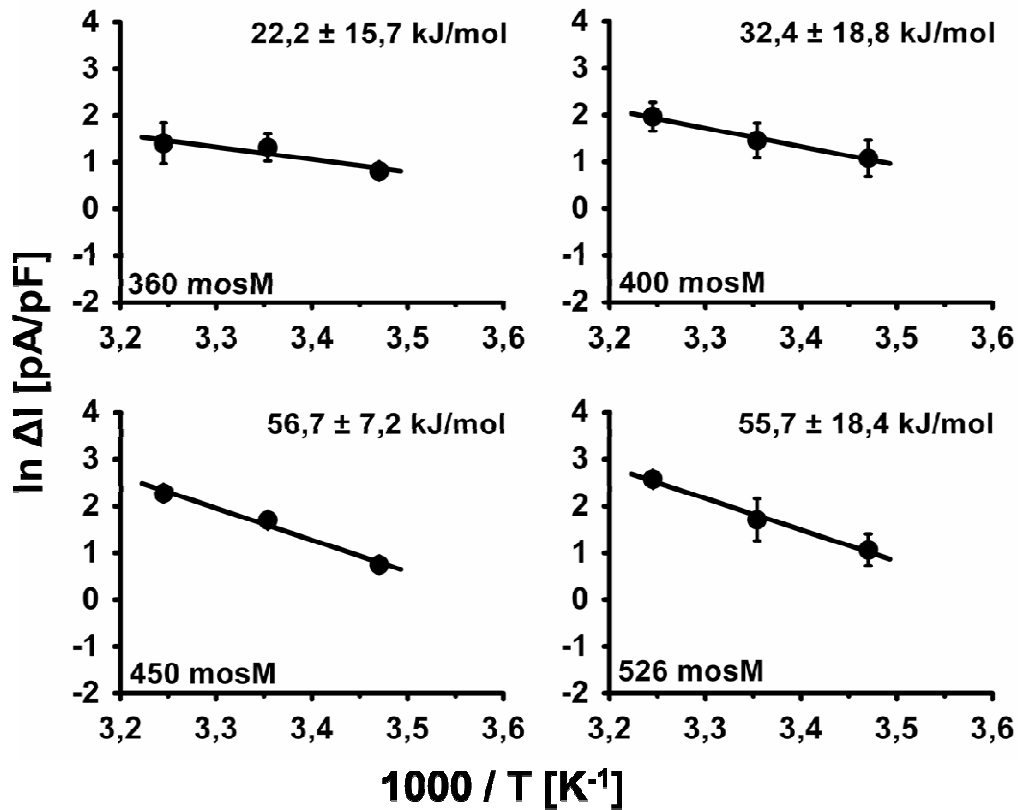 4
3
2
1
0
-1
-2
22,2 ± 15,7 kJ/mol
360 mosM
3,2 3,3 3,4 3,5 3,6
4
3
2
1
0
-1
-2
32,4 ± 18,8 kJ/mol
400 mosM
3,2 3,3 3,4 3,5 3,6
ln ΔI [pA/pF]
4
3
2
1
0
-1
-2
56,7 ± 7,2 kJ/mol
450 mosM
3,2 3,3 3,4 3,5 3,6
4
3
2
1
0
-1
-2
55,7 ± 18,4 kJ/mol
526 mosM
3,2 3,3 3,4 3,5 3,6
1000 / T [K⁻¹]